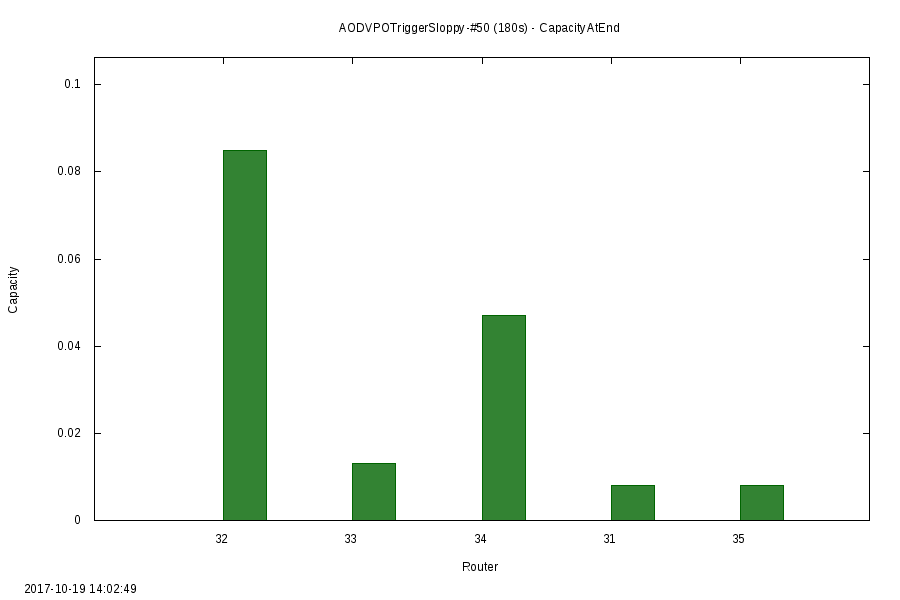 AODVPOTriggerSloppy-#50 (180s) - CapacityAtEnd
0.1
0.08
0.06
0.04
0.02
0
Capacity
32 33 34 31 35
Router
2017-10-19 14:02:49